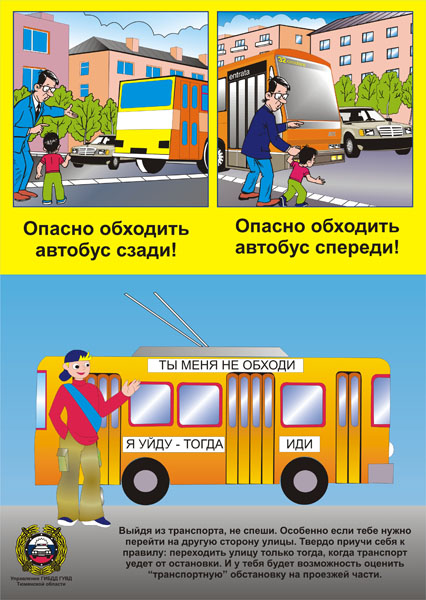 entrata
52
Опасно обходить
автобус сзади!
Опасно обходить
автобус спереди!
ТЫ МЕНЯ НЕ ОБХОДИ
Я УЙДУ - ТОГДА
ИДИ
Выйдя из транспорта, не спеши. Особенно если тебе нужно
перейти на другую сторону улицы. Твердо приучи себя к
правилу: переходить улицу только тогда, когда транспорт
уедет от остановки. И у тебя будет возможность оценить
“транспортную” обстановку на проезжей части.
Управление ГИБДД ГУВД
Тюменской области